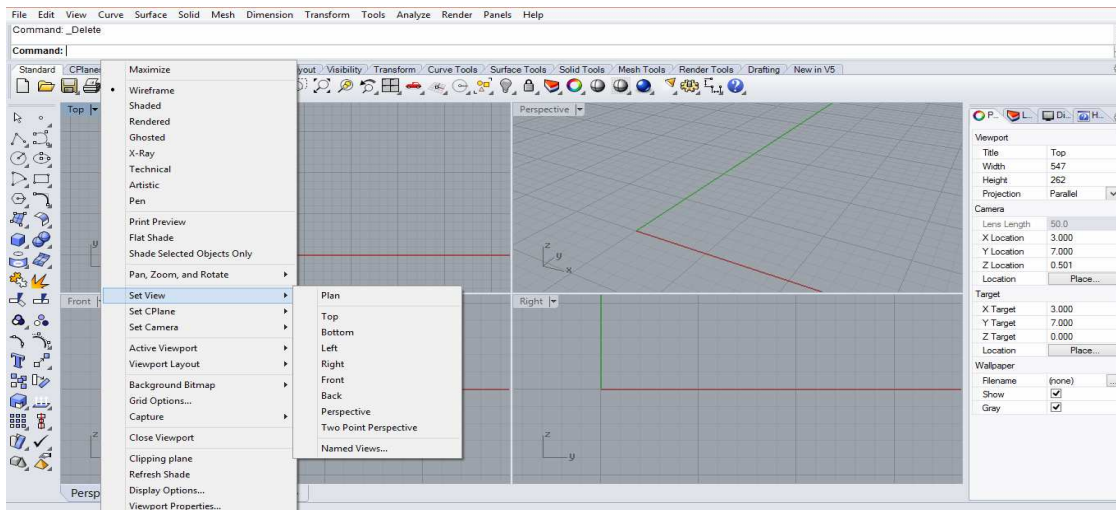 File Edit View Curve Surface Solid Mesh Dimension Transform Tools Analyze Render Panels Help
Command: _Delete
Command:
Standard CPlane yout Visibility Transform Curve Tools Surface Tools Solid Tools Mesh Tools Render Tools Drafting New in V5
Top
Maximize
Wireframe
Shaded
Rendered
Ghosted
X-Ray
Technical
Artistic
Pen
Print Preview
Flat Shade
Shade Selected Objects Only
Pan, Zoom, and Rotate
Set View
Set CPlane
Set Camera
Active Viewport
Viewport Layout
Background Bitmap
Grid Options...
Capture
Close Viewport
Clipping plane
Refresh Shade
Display Options...
Viewport Properties...
Plan
Top
Bottom
Left
Right
Front
Back
Perspective
Two Point Perspective
Named Views...
Perspective
z
y
x
y
Front
z
Right
z
y
Persp
P... L... Di... H...
Viewport
Title Top
Width 547
Height 262
Projection Parallel
Camera
Lens Length 50.0
X Location 3.000
Y Location 7.000
Z Location 0.501
Location Place...
Target
X Target 3.000
Y Target 7.000
Z Target 0.000
Location Place...
Wallpaper
Filename (none) ...
Show
Gray